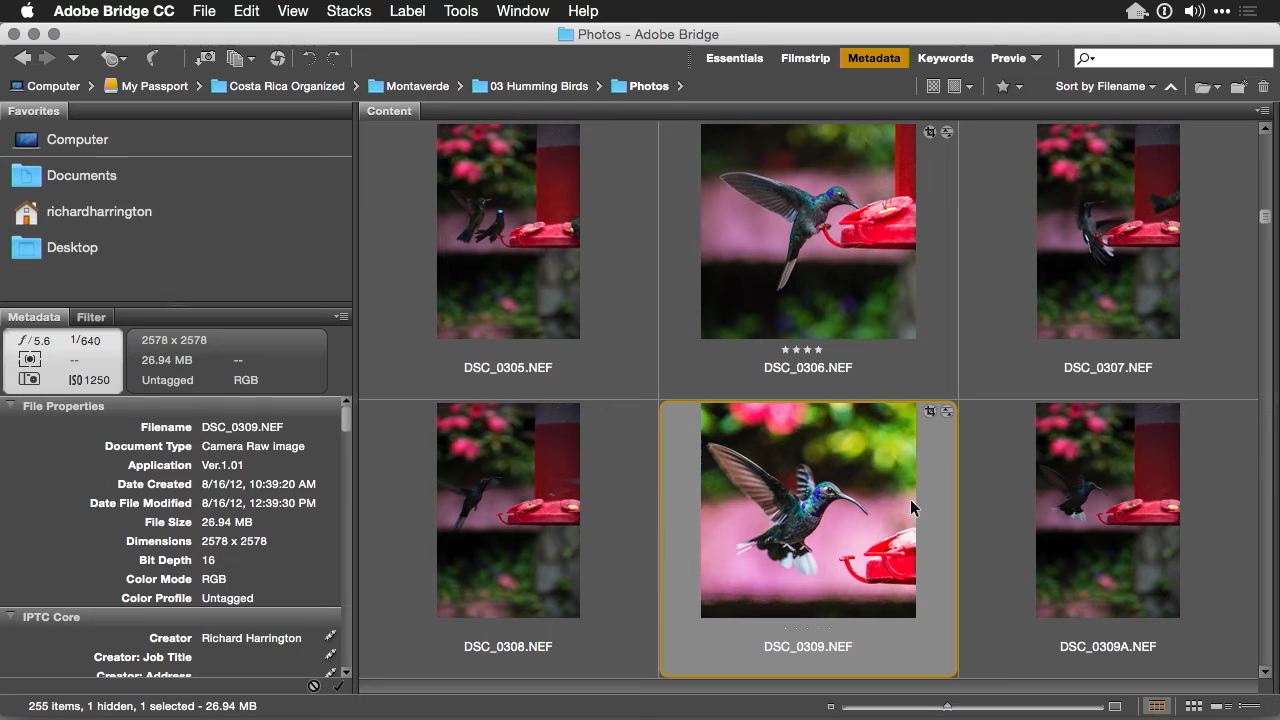 Adobe Bridge CC File Edit View Stacks Label Tools Window Help
Photos - Adobe Bridge
Essentials Filmstrip Metadata Keywords Previe
Computer My Passport Costa Rica Organized Montaverde 03 Humming Birds Photos Sort by Filename
Favorites
Content
Computer
Documents
richardharrington
Desktop
DSC_0305.NEF DSC_0306.NEF DSC_0307.NEF
Metadata Filter
f/5.6 1/640
--
ISO 1250
2578 x 2578
26.94 MB --
Untagged RGB
File Properties
Filename DSC_0309.NEF
Document Type Camera Raw image
Application Ver.1.01
Date Created 8/16/12, 10:39:20 AM
Date File Modified 8/16/12, 12:39:30 PM
File Size 26.94 MB
Dimensions 2578 x 2578
Bit Depth 16
Color Mode RGB
Color Profile Untagged
IPTC Core
Creator Richard Harrington
Creator: Job Title
Creator: Address
DSC_0308.NEF DSC_0309.NEF DSC_0309A.NEF
255 items, 1 hidden, 1 selected - 26.94 MB